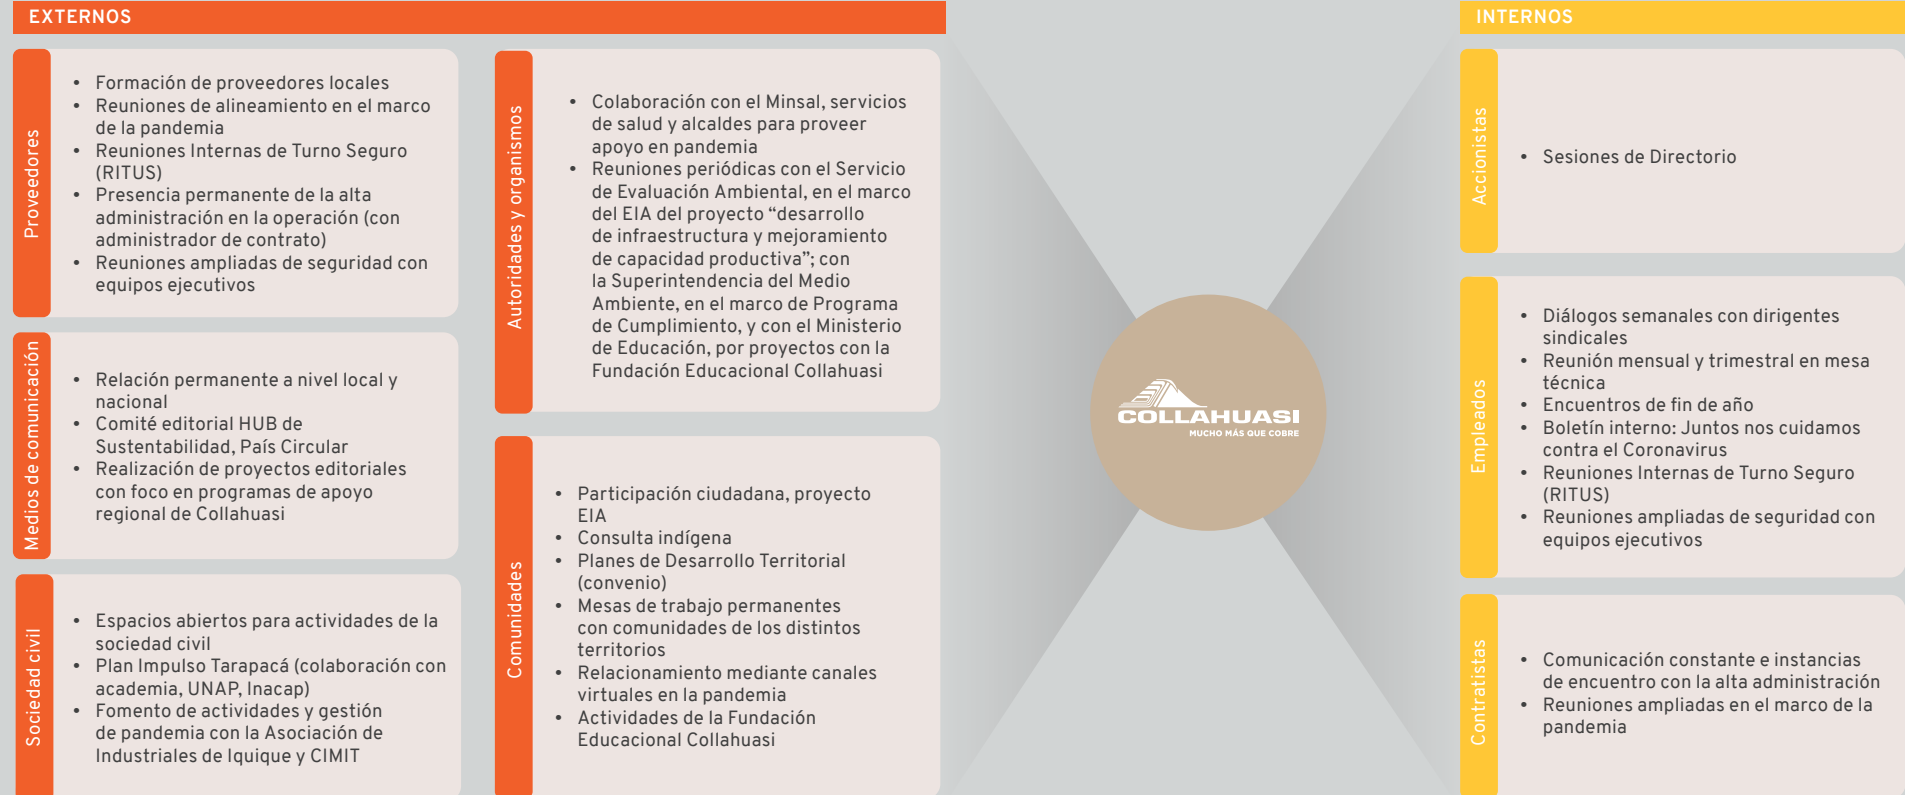 EXTERNOS
Proveedores
• Formación de proveedores locales
• Reuniones de alineamiento en el marco
de la pandemia
• Reuniones Internas de Turno Seguro
(RITUS)
• Presencia permanente de la alta
administración en la operación (con
administrador de contrato)
• Reuniones ampliadas de seguridad con
equipos ejecutivos
Medios de comunicación
• Relación permanente a nivel local y
nacional
• Comité editorial HUB de
Sustentabilidad, País Circular
• Realización de proyectos editoriales
con foco en programas de apoyo
regional de Collahuasi
Sociedad civil
• Espacios abiertos para actividades de la
sociedad civil
• Plan Impulso Tarapacá (colaboración con
academia, UNAP, Inacap)
• Fomento de actividades y gestión
de pandemia con la Asociación de
Industriales de Iquique y CIMIT
Autoridades y organismos
• Colaboración con el Minsal, servicios
de salud y alcaldes para proveer
apoyo en pandemia
• Reuniones periódicas con el Servicio
de Evaluación Ambiental, en el marco
del EIA del proyecto “desarrollo
de infraestructura y mejoramiento
de capacidad productiva”; con
la Superintendencia del Medio
Ambiente, en el marco de Programa
de Cumplimiento, y con el Ministerio
de Educación, por proyectos con la
Fundación Educacional Collahuasi
Comunidades
• Participación ciudadana, proyecto
EIA
• Consulta indígena
• Planes de Desarrollo Territorial
(convenio)
• Mesas de trabajo permanentes
con comunidades de los distintos
territorios
• Relacionamiento mediante canales
virtuales en la pandemia
• Actividades de la Fundación
Educacional Collahuasi
COLLAHUASI
MUCHO MÁS QUE COBRE
INTERNOS
Accionistas
• Sesiones de Directorio
Empleados
• Diálogos semanales con dirigentes
sindicales
• Reunión mensual y trimestral en mesa
técnica
• Encuentros de fin de año
• Boletín interno: Juntos nos cuidamos
contra el Coronavirus
• Reuniones Internas de Turno Seguro
(RITUS)
• Reuniones ampliadas de seguridad con
equipos ejecutivos
Contratistas
• Comunicación constante e instancias
de encuentro con la alta administración
• Reuniones ampliadas en el marco de la
pandemia